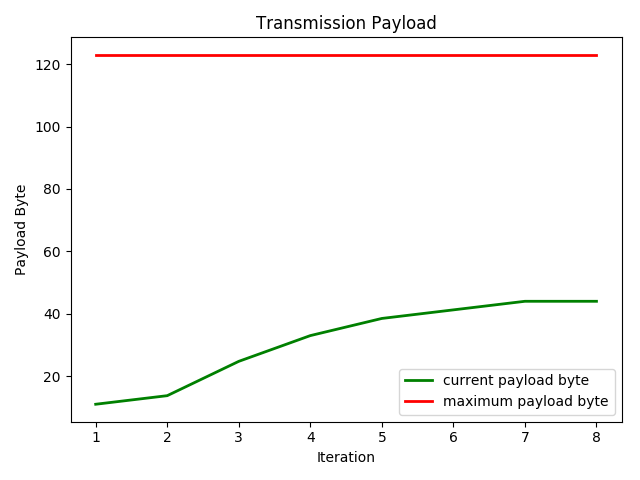 Transmission Payload
Payload Byte
120
100
80
60
40
20
current payload byte
maximum payload byte
1 2 3 4 5 6 7 8
Iteration